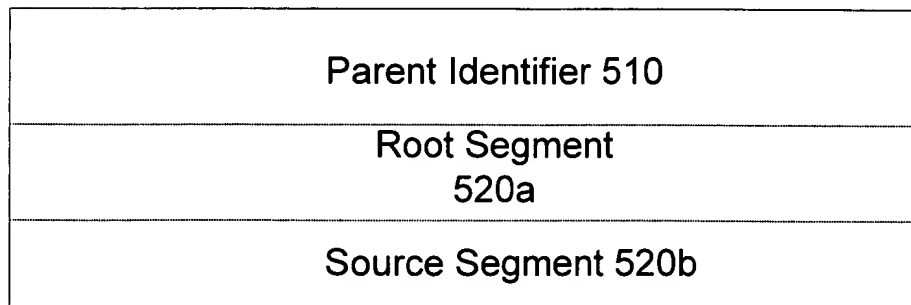 Parent Identifier 510
Root Segment
520a
Source Segment 520b